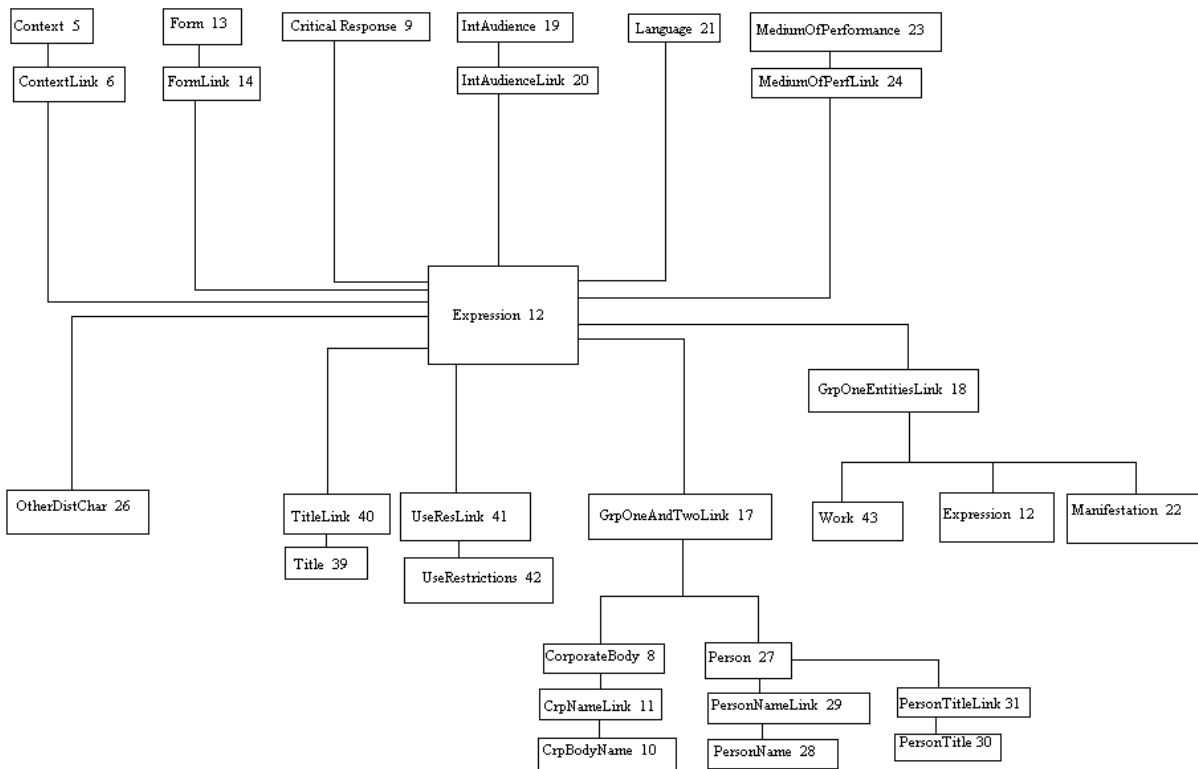 Context 5
Form 13
Critical Response 9
IntAudience 19
Language 21
MediumOfPerformance 23
ContextLink 6
FormLink 14
IntAudienceLink 20
MediumOfPerfLink 24
Expression 12
GrpOneEntitiesLink 18
OtherDistChar 26
TitleLink 40
UseResLink 41
GrpOneAndTwoLink 17
Work 43
Expression 12
Manifestation 22
Title 39
UseRestrictions 42
CorporateBody 8
Person 27
CrpNameLink 11
PersonNameLink 29
PersonTitleLink 31
CrpBodyName 10
PersonName 28
PersonTitle 30